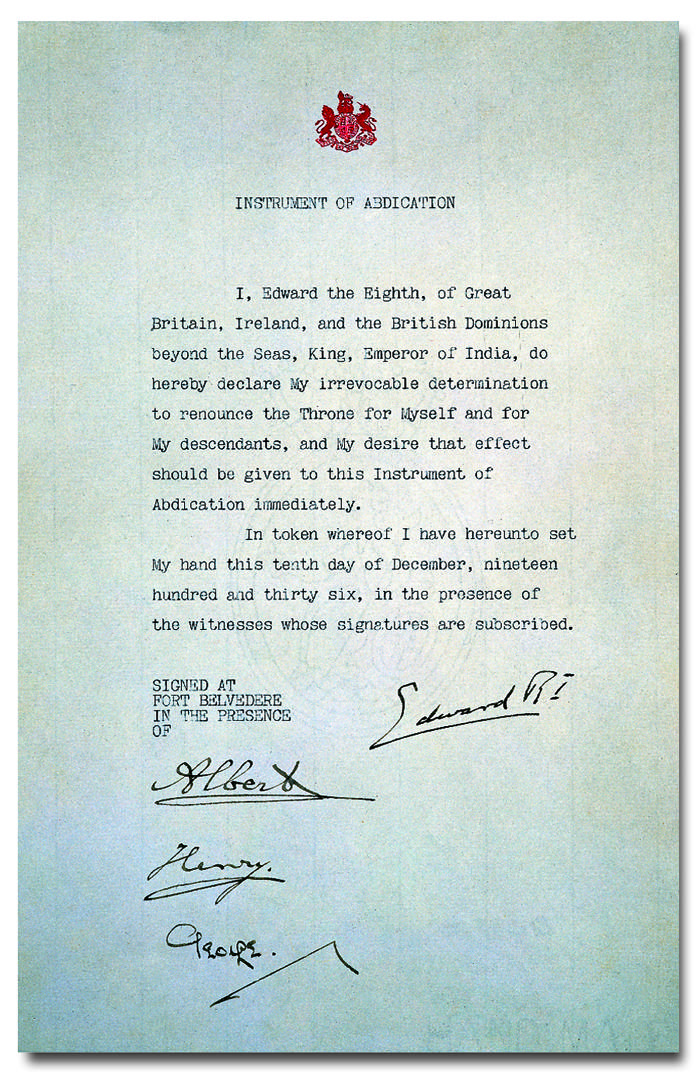 INSTRUMENT OF ABDICATION
I, Edward the Eighth, of Great
Britain, Ireland, and the British Dominions
beyond the Seas, King, Emperor of India, do
hereby declare My irrevocable determination
to renounce the Throne for Myself and for
My descendants, and My desire that effect
should be given to this Instrument of
Abdication immediately.
In token whereof I have hereunto set
My hand this tenth day of December, nineteen
hundred and thirty six, in the presence of
the witnesses whose signatures are subscribed.
SIGNED AT
FORT BELVEDERE
IN THE PRESENCE
OF
Edward RI
Albert
Henry.
George.